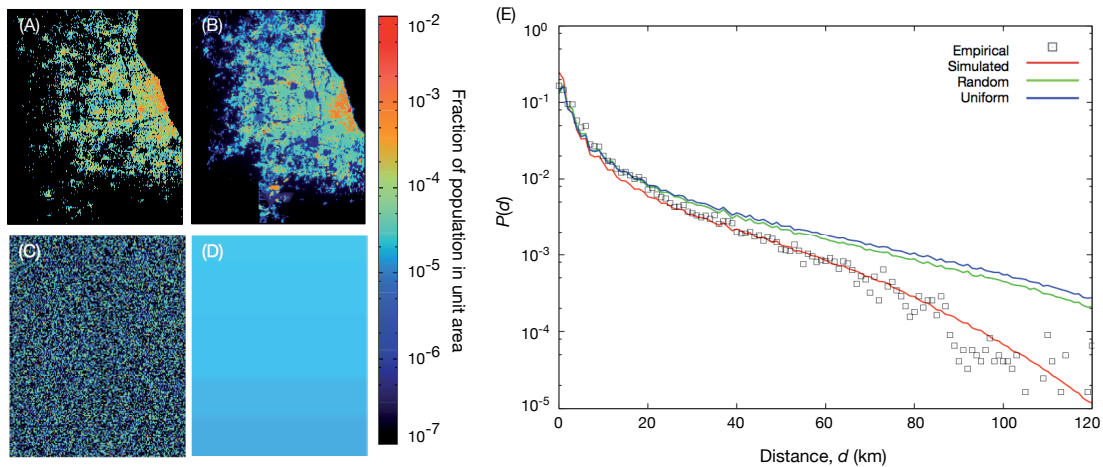 (A)
(B)
(C)
(D)
10-2
10-3
10-4
10-5
10-6
10-7
Fraction of population in unit area
(E)
Empirical
Simulated
Random
Uniform
100
10-1
10-2
10-3
10-4
10-5
P(d)
0 20 40 60 80 100 120
Distance, d (km)